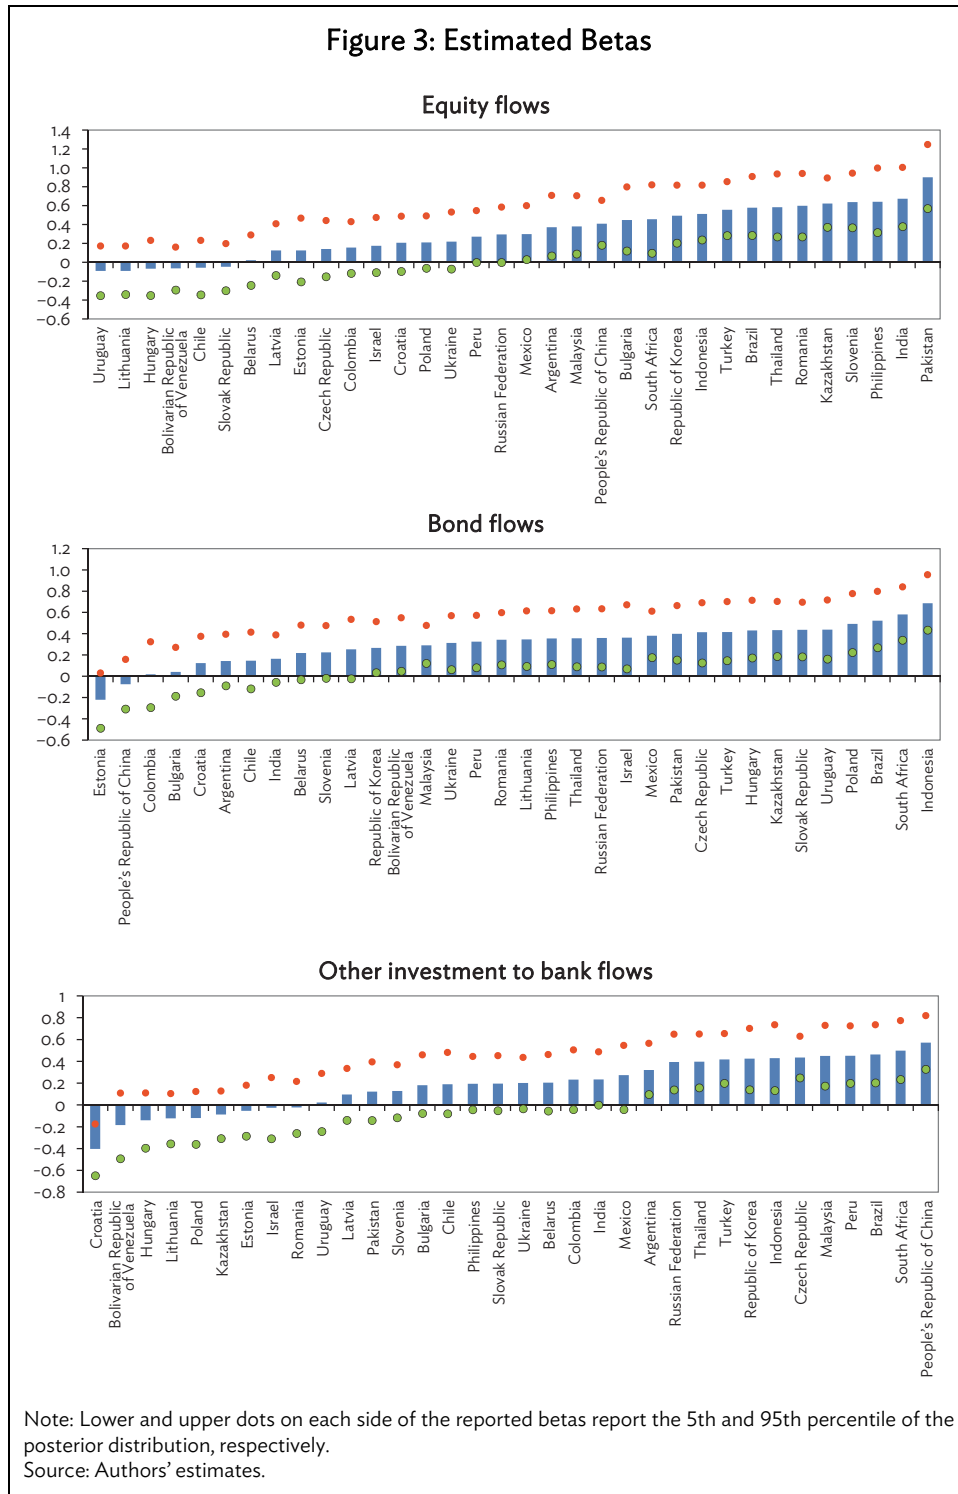 Figure 3: Estimated Betas
Equity flows
1.4
1.2
1.0
0.8
0.6
0.4
0.2
0
−0.2
−0.4
−0.6
Uruguay
Lithuania
Hungary
Bolivarian Republic
of Venezuela
Chile
Slovak Republic
Belarus
Latvia
Estonia
Czech Republic
Colombia
Israel
Croatia
Poland
Ukraine
Peru
Russian Federation
Mexico
Argentina
Malaysia
People's Republic of China
Bulgaria
South Africa
Republic of Korea
Indonesia
Turkey
Brazil
Thailand
Romania
Kazakhstan
Slovenia
Philippines
India
Pakistan
Bond flows
1.2
1.0
0.8
0.6
0.4
0.2
0
−0.2
−0.4
−0.6
Estonia
People's Republic of China
Colombia
Bulgaria
Croatia
Argentina
Chile
India
Belarus
Slovenia
Latvia
Republic of Korea
Bolivarian Republic
of Venezuela
Malaysia
Ukraine
Peru
Romania
Lithuania
Philippines
Thailand
Russian Federation
Israel
Mexico
Pakistan
Czech Republic
Turkey
Hungary
Kazakhstan
Slovak Republic
Uruguay
Poland
Brazil
South Africa
Indonesia
Other investment to bank flows
1
0.8
0.6
0.4
0.2
0
-0.2
-0.4
-0.6
-0.8
Croatia
Bolivarian Republic
of Venezuela
Hungary
Lithuania
Poland
Kazakhstan
Estonia
Israel
Romania
Uruguay
Latvia
Pakistan
Slovenia
Bulgaria
Chile
Philippines
Slovak Republic
Ukraine
Belarus
Colombia
India
Mexico
Argentina
Russian Federation
Thailand
Turkey
Republic of Korea
Indonesia
Czech Republic
Malaysia
Peru
Brazil
South Africa
People's Republic of China
Note: Lower and upper dots on each side of the reported betas report the 5th and 95th percentile of the
posterior distribution, respectively.
Source: Authors' estimates.